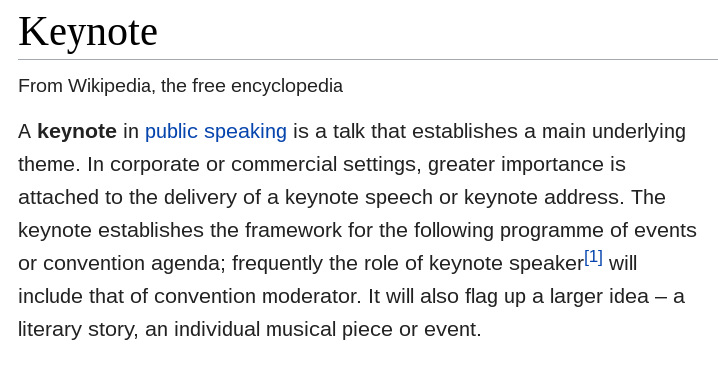 Keynote
From Wikipedia, the free encyclopedia
A keynote in public speaking is a talk that establishes a main underlying
theme. In corporate or commercial settings, greater importance is
attached to the delivery of a keynote speech or keynote address. The
keynote establishes the framework for the following programme of events
or convention agenda; frequently the role of keynote speaker[1] will
include that of convention moderator. It will also flag up a larger idea – a
literary story, an individual musical piece or event.